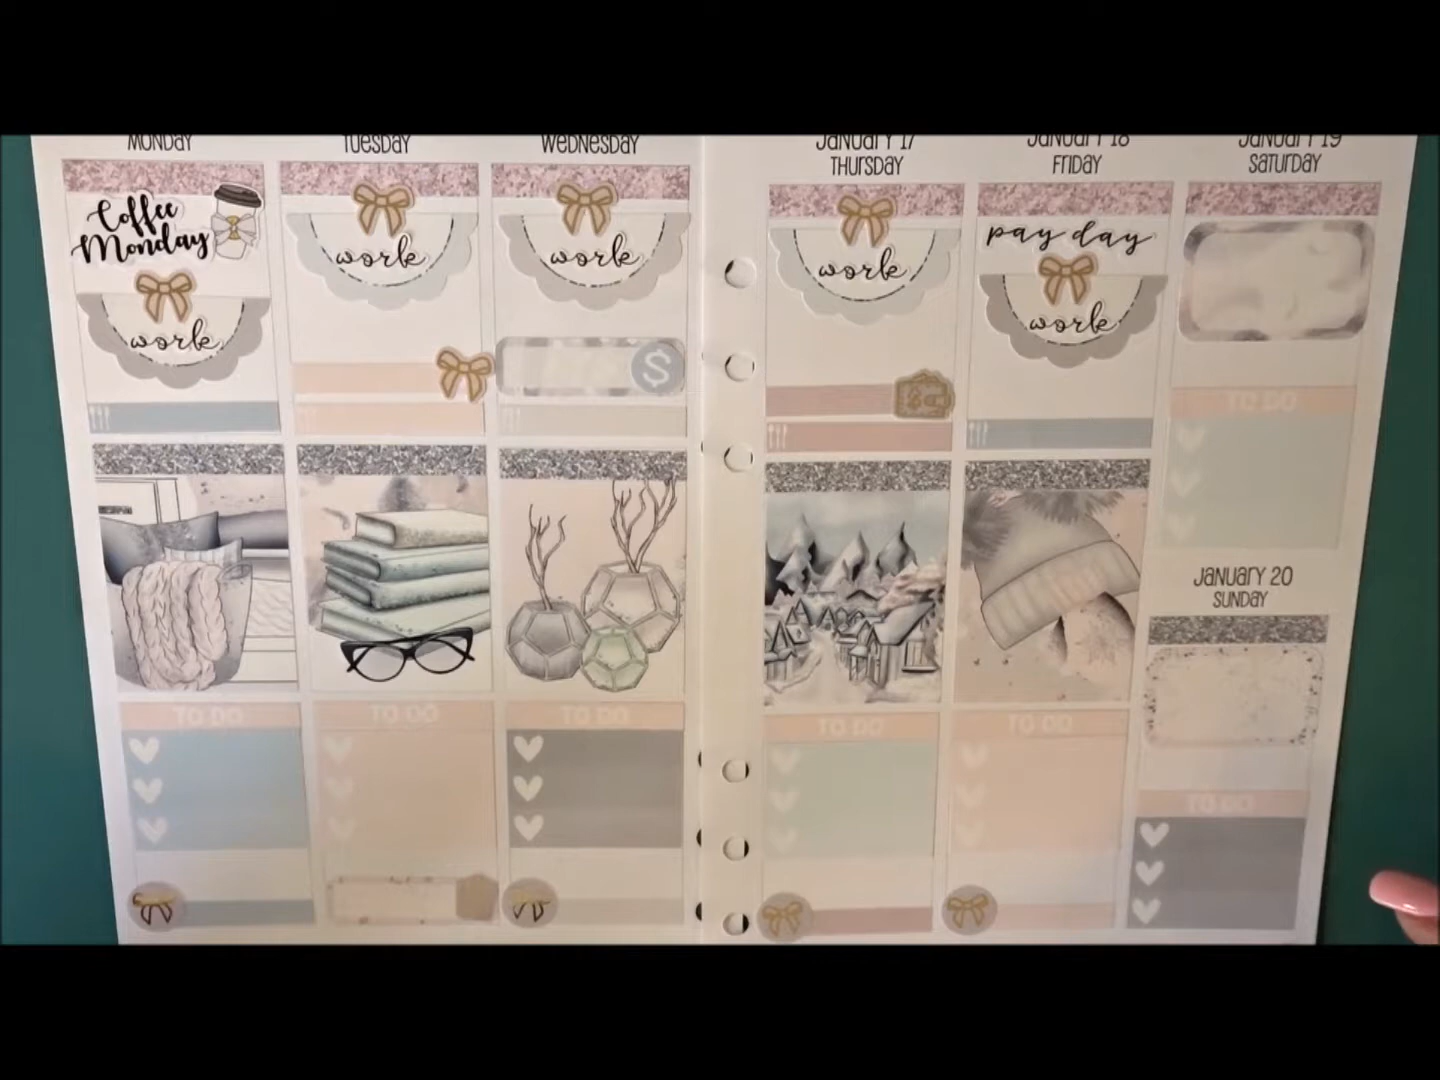 MONDAY
TUESDAY
WEDNESDAY
JANUARY 17
THURSDAY
JANUARY 18
FRIDAY
JANUARY 19
SATURDAY
Coffee
Monday
work
work
work
$
work
pay day
work
TO DO
JANUARY 20
SUNDAY
TO DO
TO DO
TO DO
TO DO
TO DO
TO DO